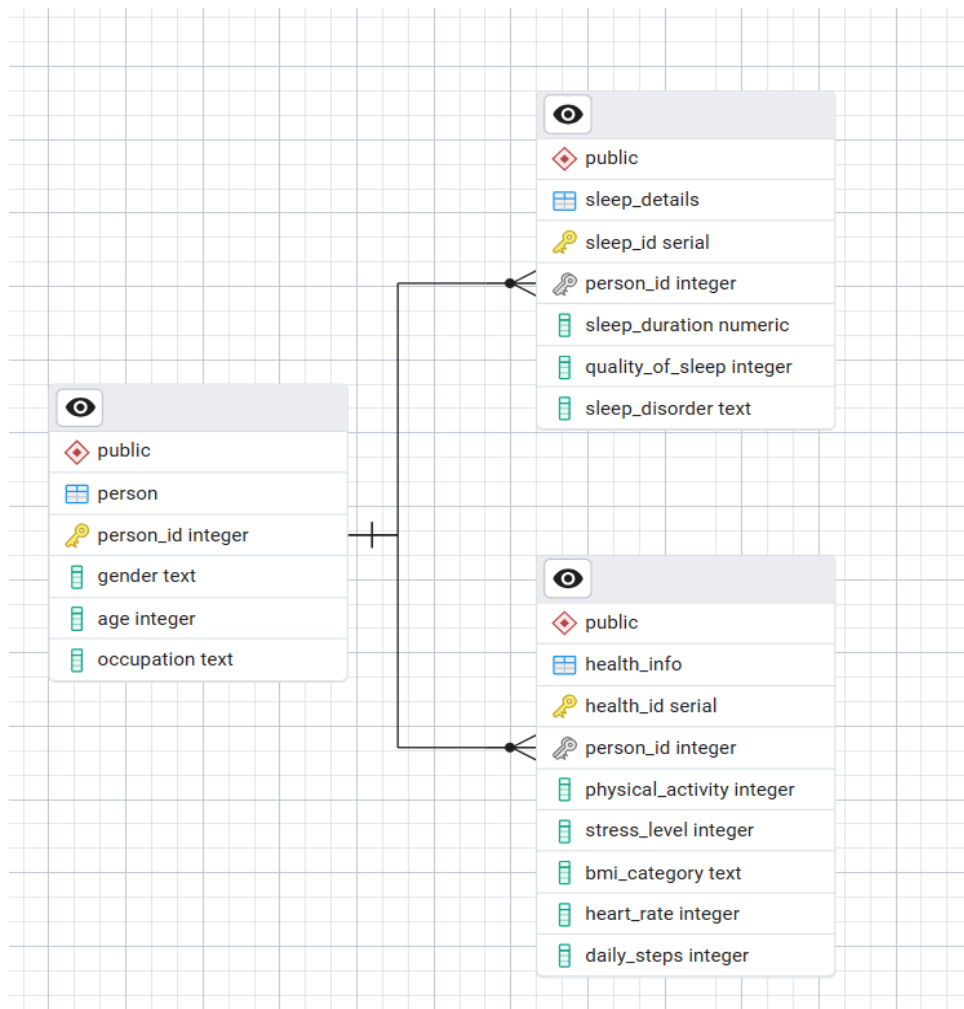 public
person
person_id integer
gender text
age integer
occupation text
public
sleep_details
sleep_id serial
person_id integer
sleep_duration numeric
quality_of_sleep integer
sleep_disorder text
public
health_info
health_id serial
person_id integer
physical_activity integer
stress_level integer
bmi_category text
heart_rate integer
daily_steps integer